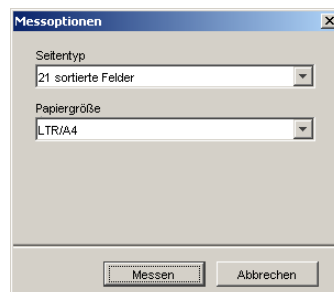 Messoptionen
Seitentyp
21 sortierte Felder
Papiergröße
LTR/A4
Messen
Abbrechen